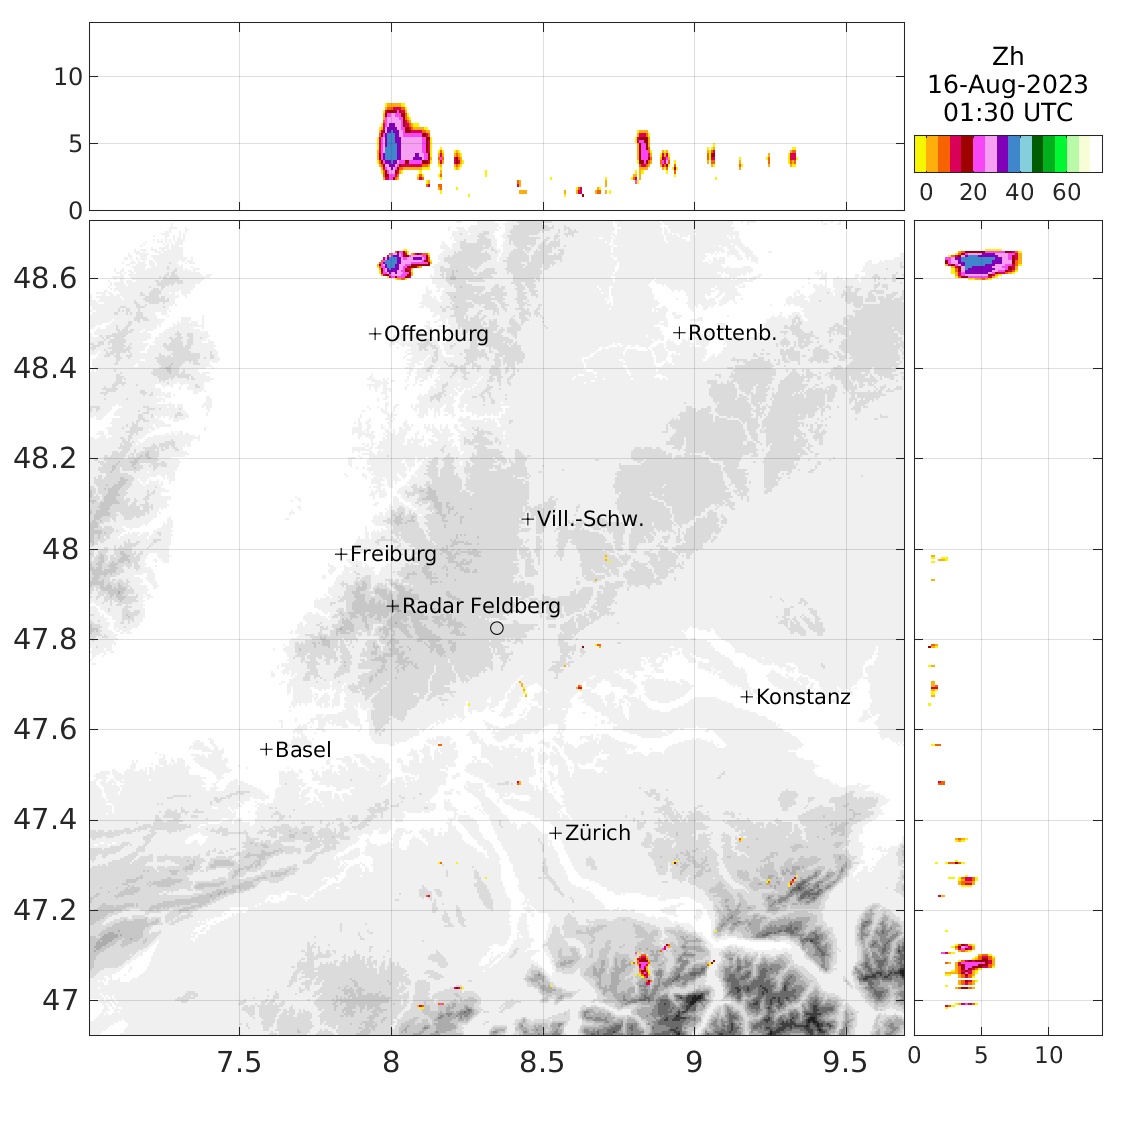 Zh
16-Aug-2023
01:30 UTC
10
5
0
0 20 40 60
48.6
Offenburg Rottenb.
48.4
48.2
Vill.-Schw.
48
Freiburg
Radar Feldberg
47.8
Konstanz
47.6
Basel
47.4
Zürich
47.2
47
7.5 8 8.5 9 9.5
0 5 10